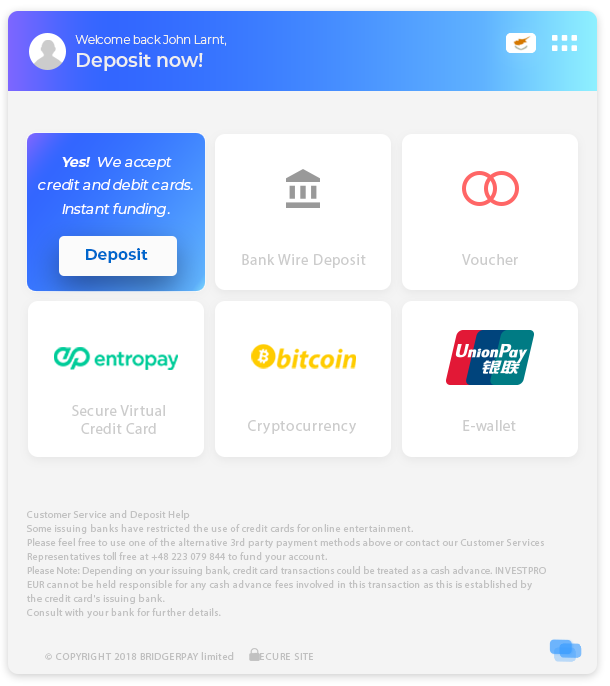 Welcome back John Larnt,
Deposit now!
Yes! We accept
credit and debit cards.
Instant funding.
Deposit
Bank Wire Deposit
Voucher
entropay
Secure Virtual
Credit Card
bitcoin
Cryptocurrency
UnionPay
银联
E-wallet
Customer Service and Deposit Help
Some issuing banks have restricted the use of credit cards for online entertainment.
Please feel free to use one of the alternative 3rd party payment methods above or contact our Customer Services
Representatives toll free at +48 223 079 844 to fund your account.
Please Note: Depending on your issuing bank, credit card transactions could be treated as a cash advance. INVESTPRO
EUR cannot be held responsible for any cash advance fees involved in this transaction as this is established by
the credit card's issuing bank.
Consult with your bank for further details.
© COPYRIGHT 2018 BRIDGERPAY limited
ECURE SITE